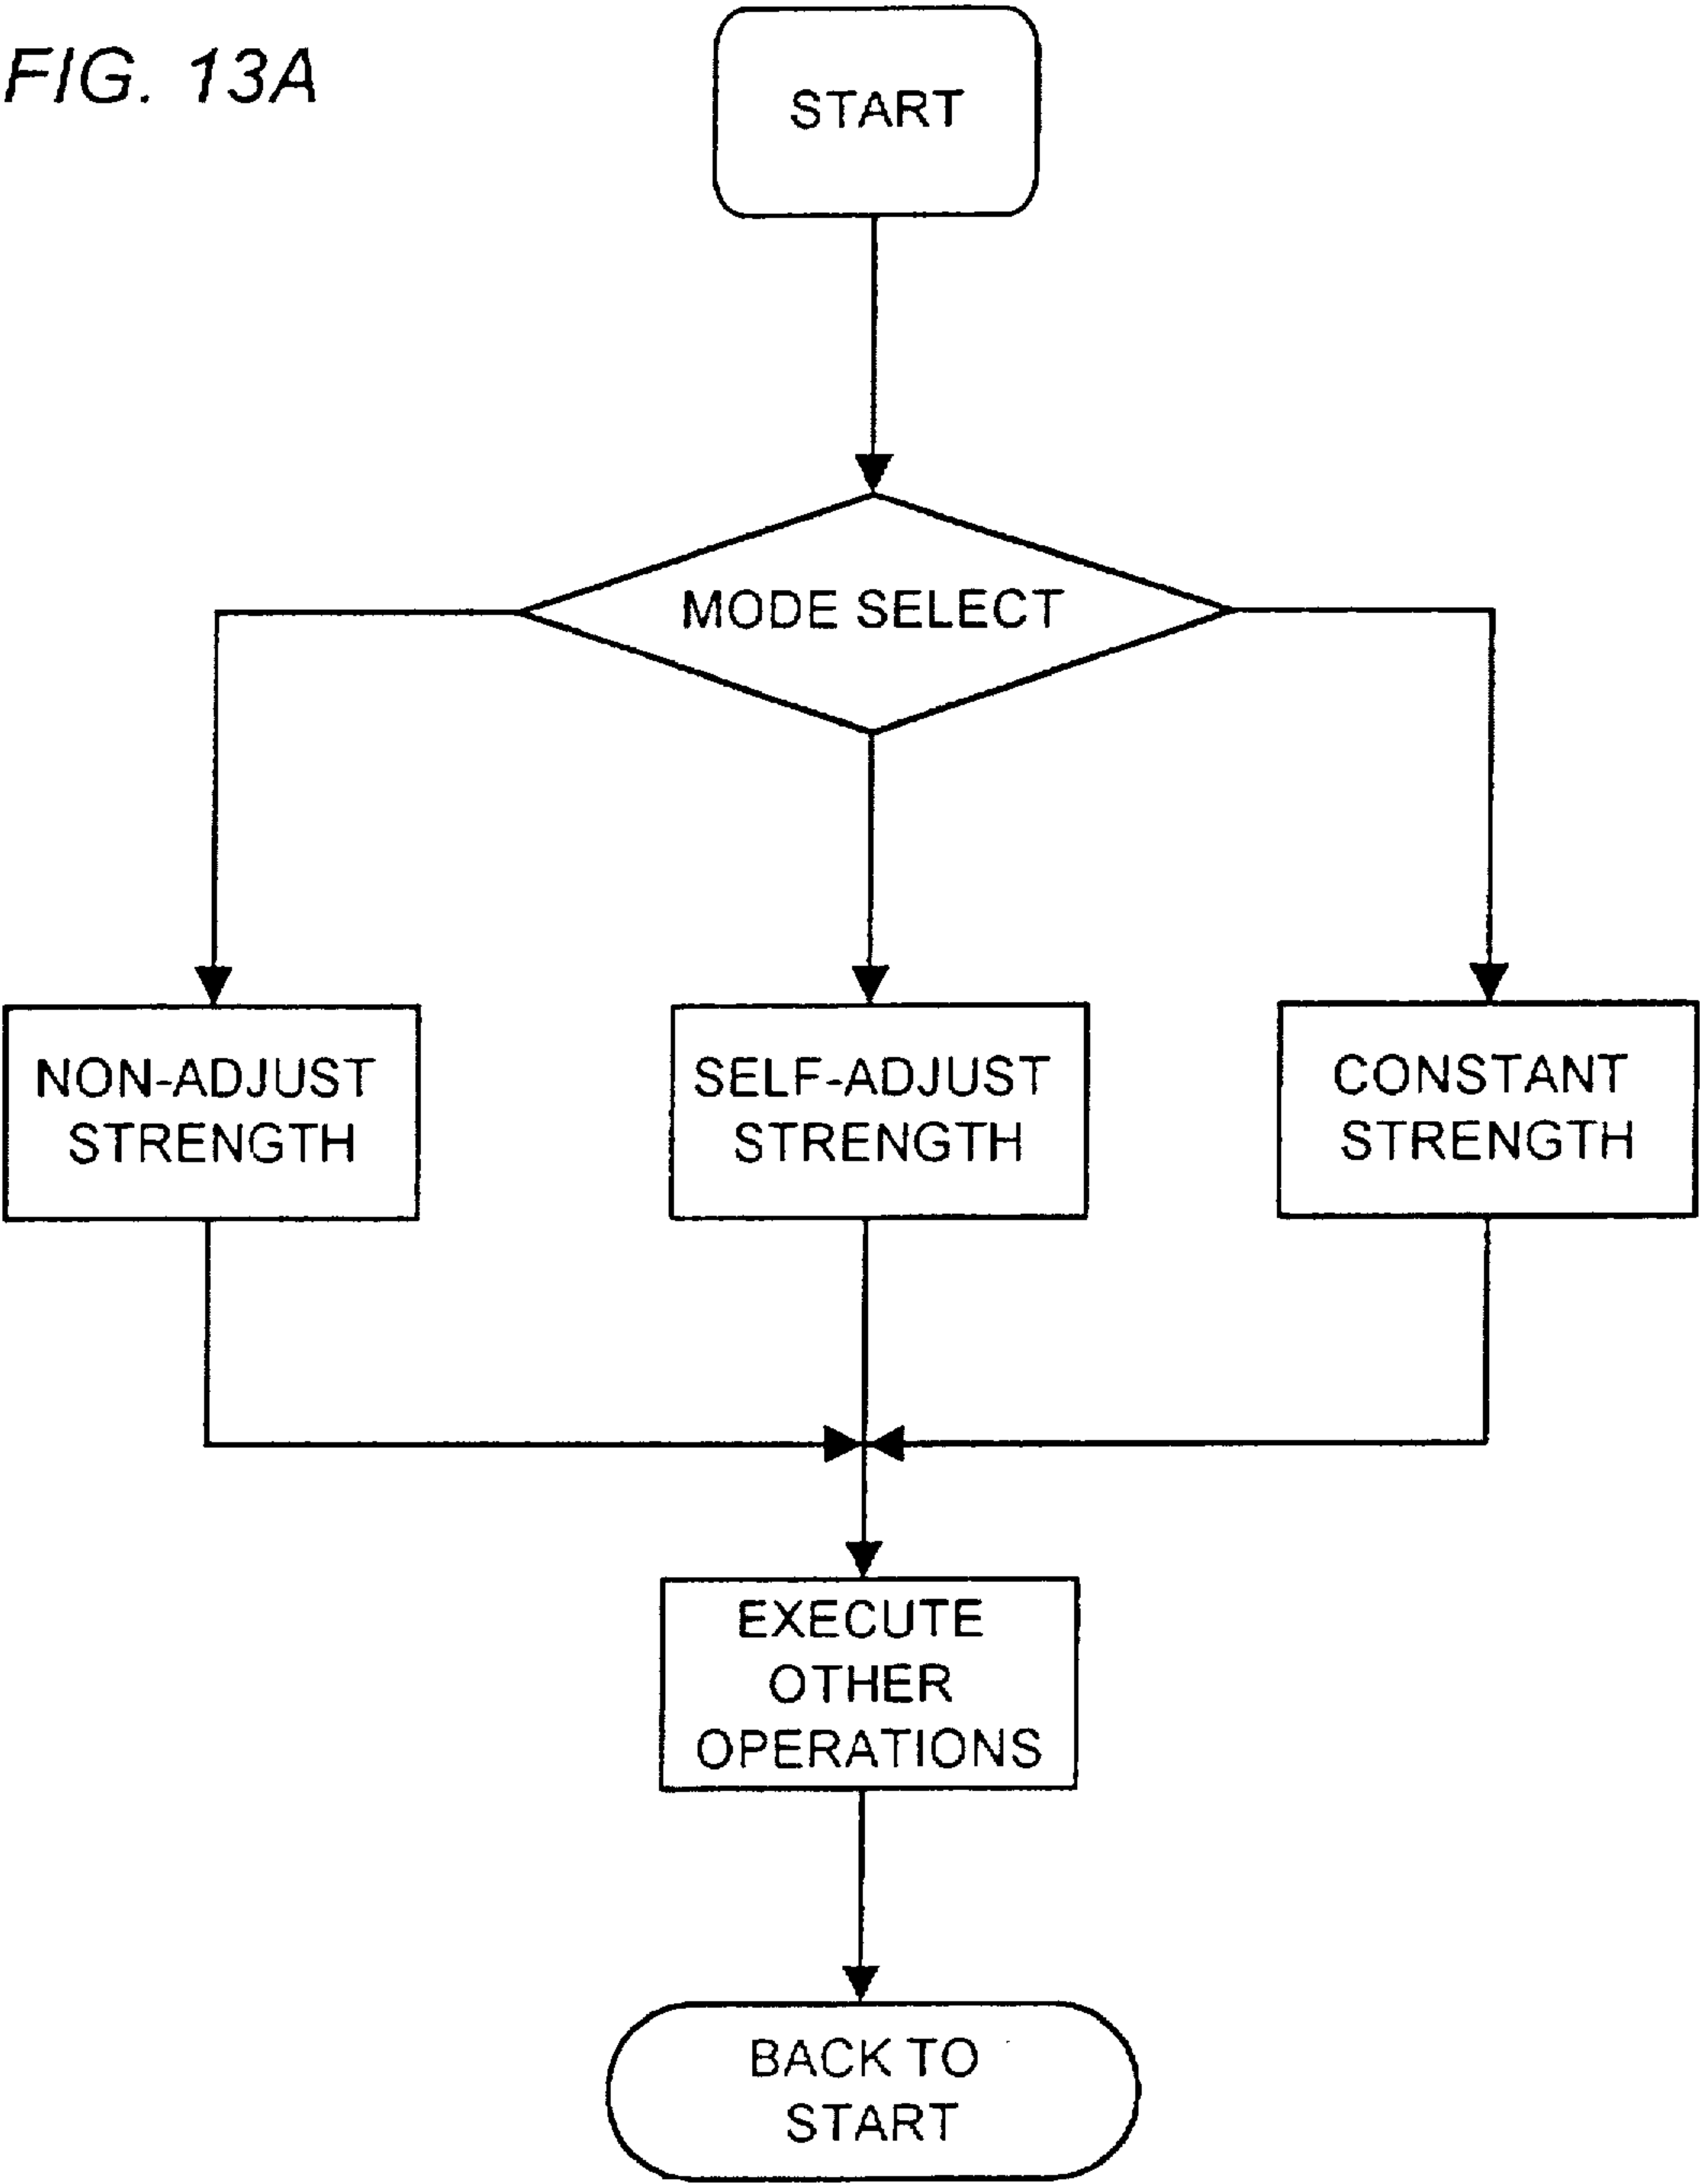 FIG. 13A
START
MODE SELECT
NON-ADJUST
STRENGTH
SELF-ADJUST
STRENGTH
CONSTANT
STRENGTH
EXECUTE
OTHER
OPERATIONS
BACK TO
START